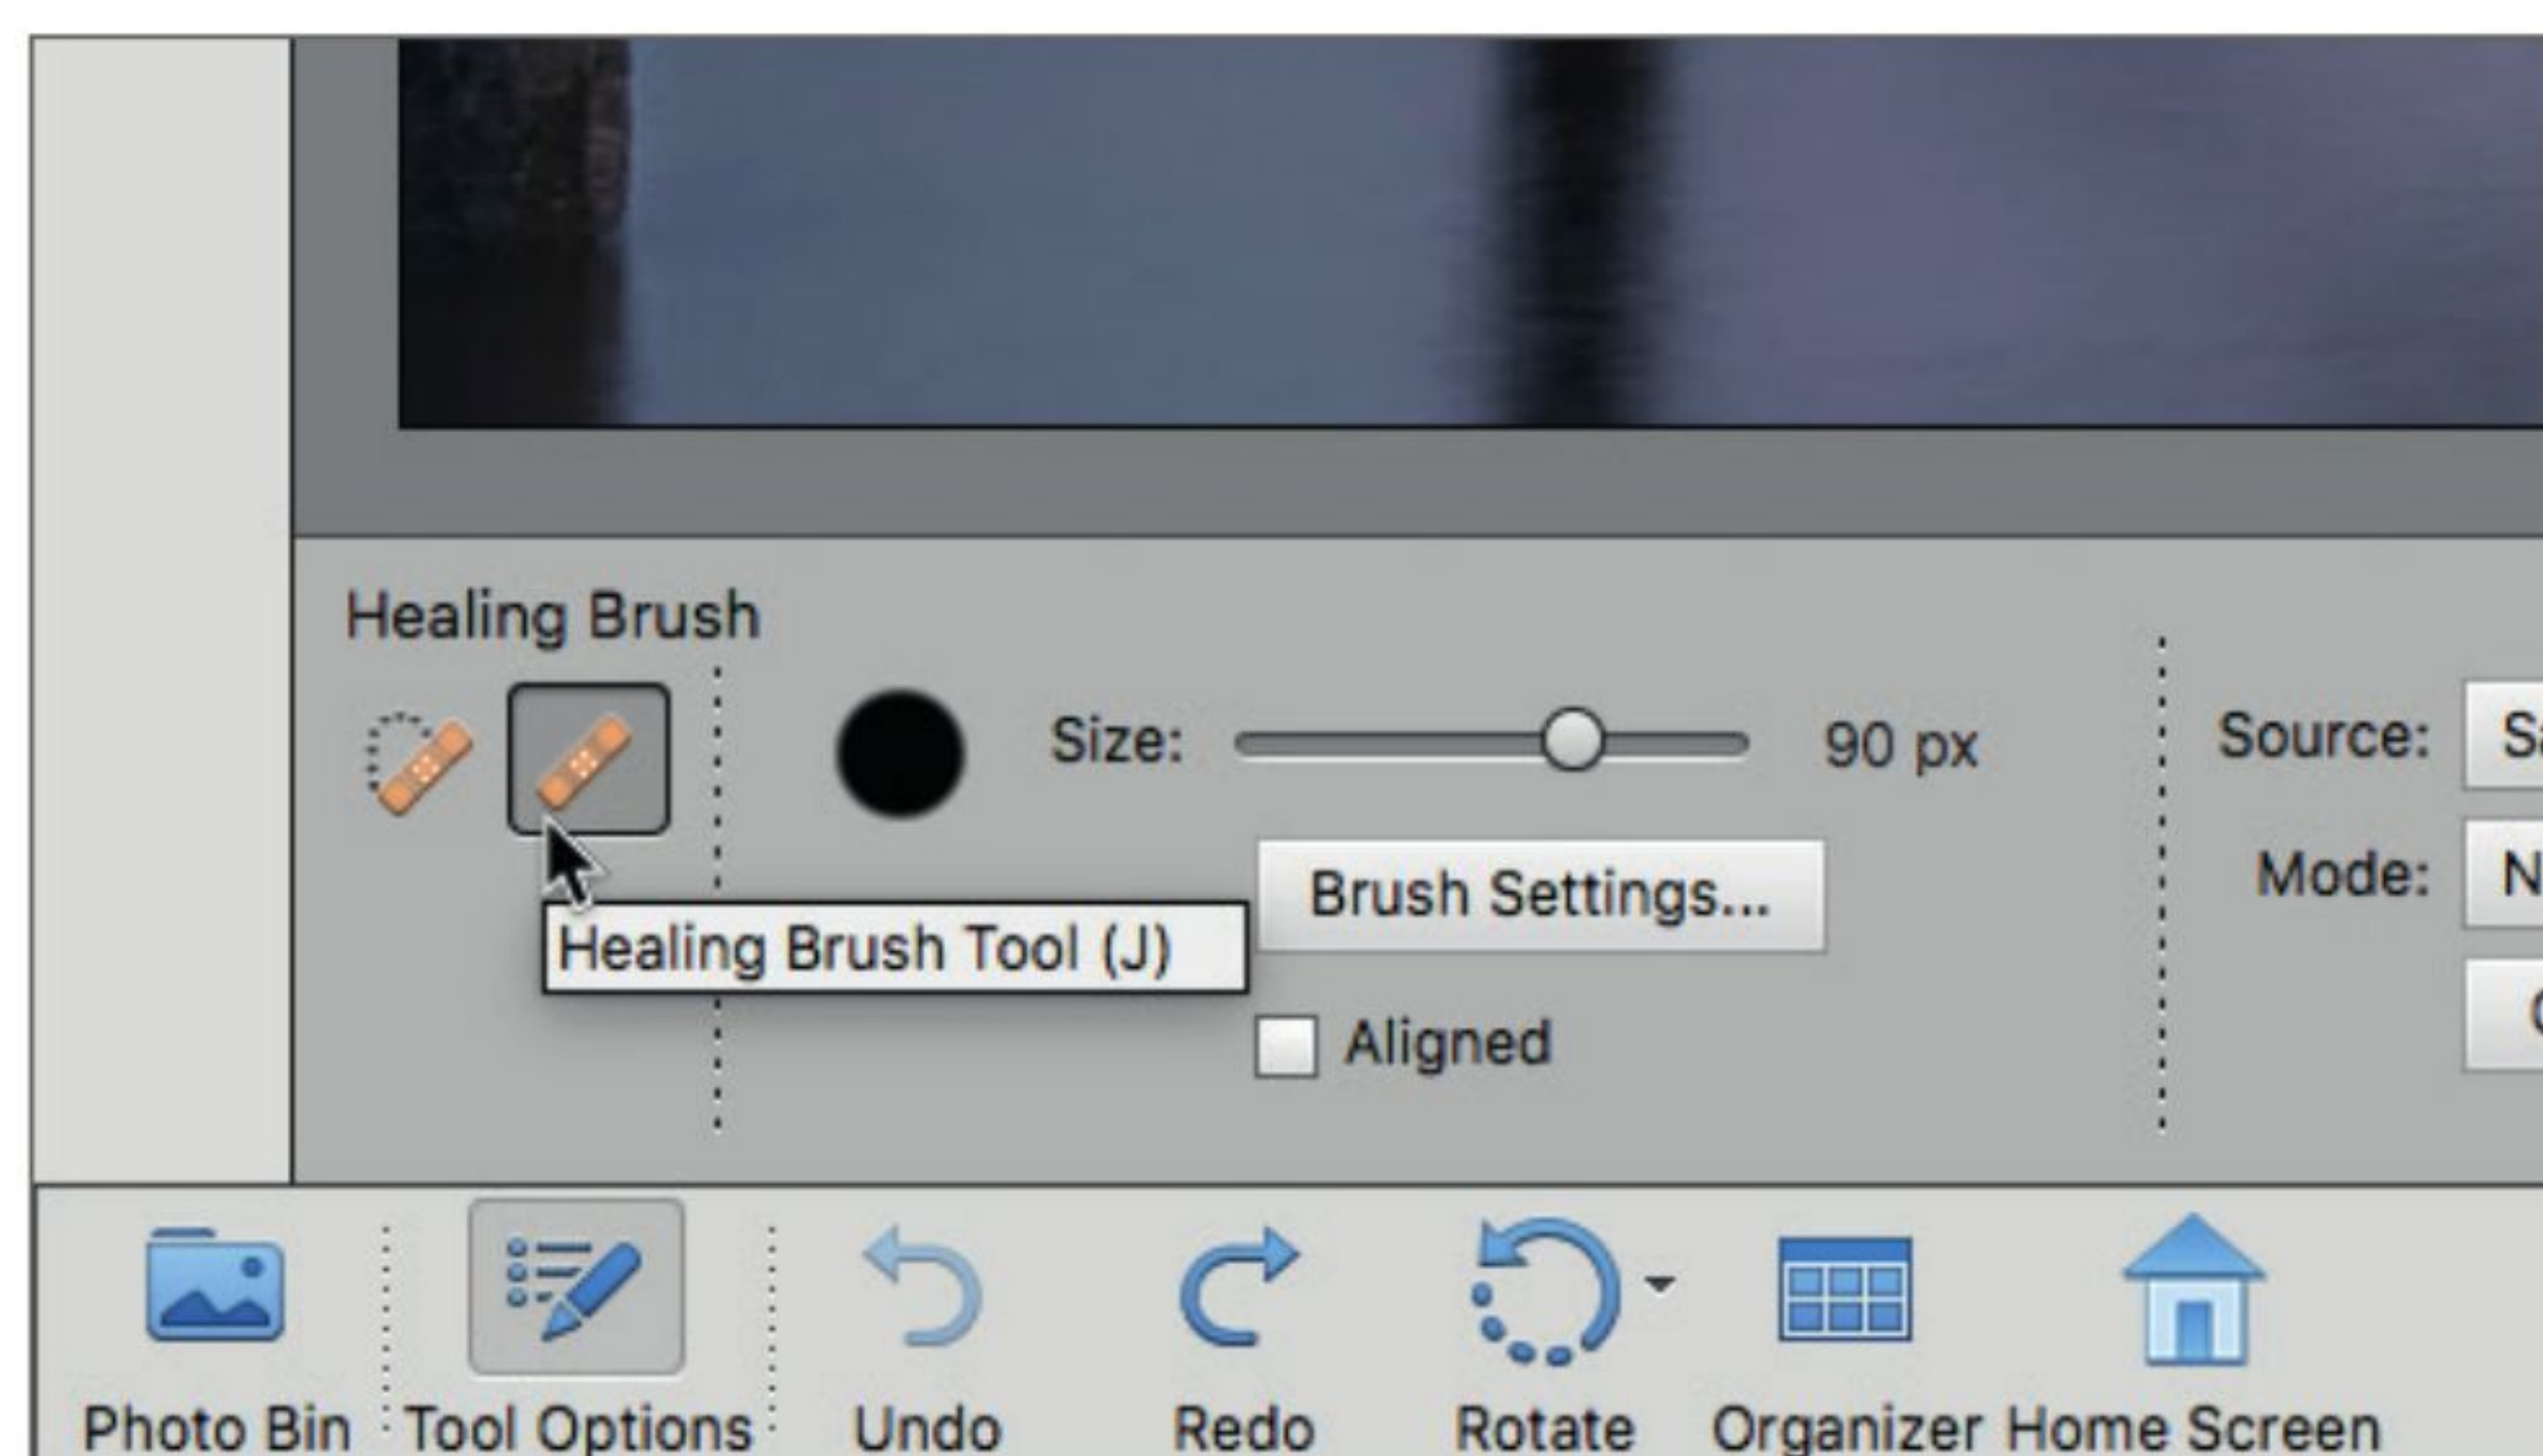 Healing Brush
Size:
90 px
Source:
Mode:
Brush Settings...
Healing Brush Tool (J)
Aligned
Photo Bin
Tool Options
Undo
Redo
Rotate
Organizer
Home Screen